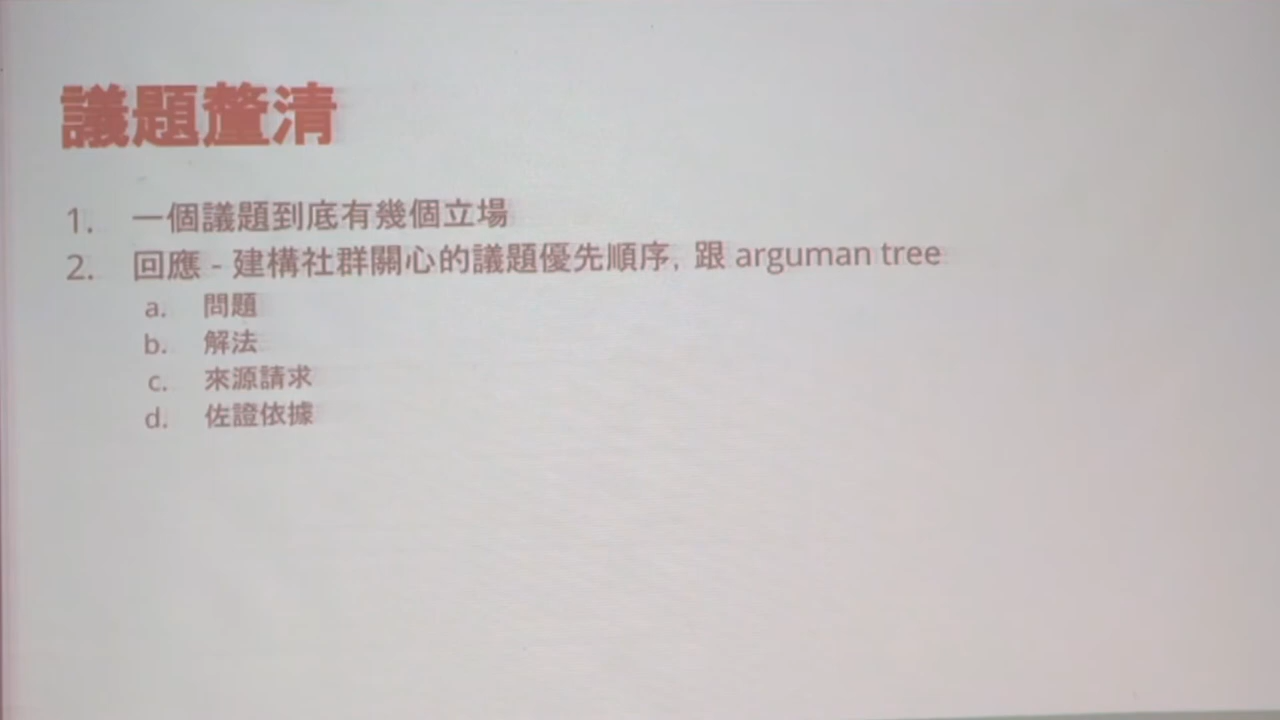 議題釐清
1. 一個議題到底有幾個立場
2. 回應 - 建構社群關心的議題優先順序, 跟 arguman tree
a. 問題
b. 解法
c. 來源請求
d. 佐證依據